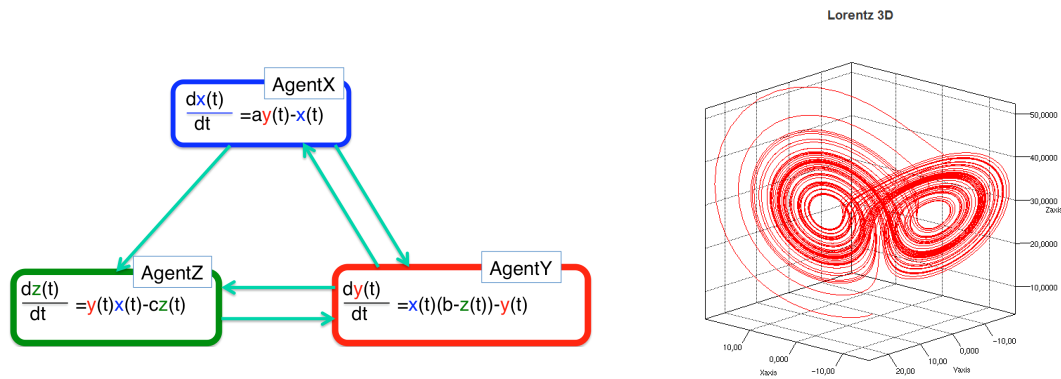 Lorentz 3D
AgentX
dx(t)
dt
=ay(t)-x(t)
AgentZ
dz(t)
dt
=y(t)x(t)-cz(t)
AgentY
dy(t)
dt
=x(t)(b-z(t))-y(t)
50,0000
40,0000
30,0000
Zaxis
20,0000
10,0000
10,00
0,000
-10,00
Xaxis
20,00
10,00
0,000
-10,00
Yaxis